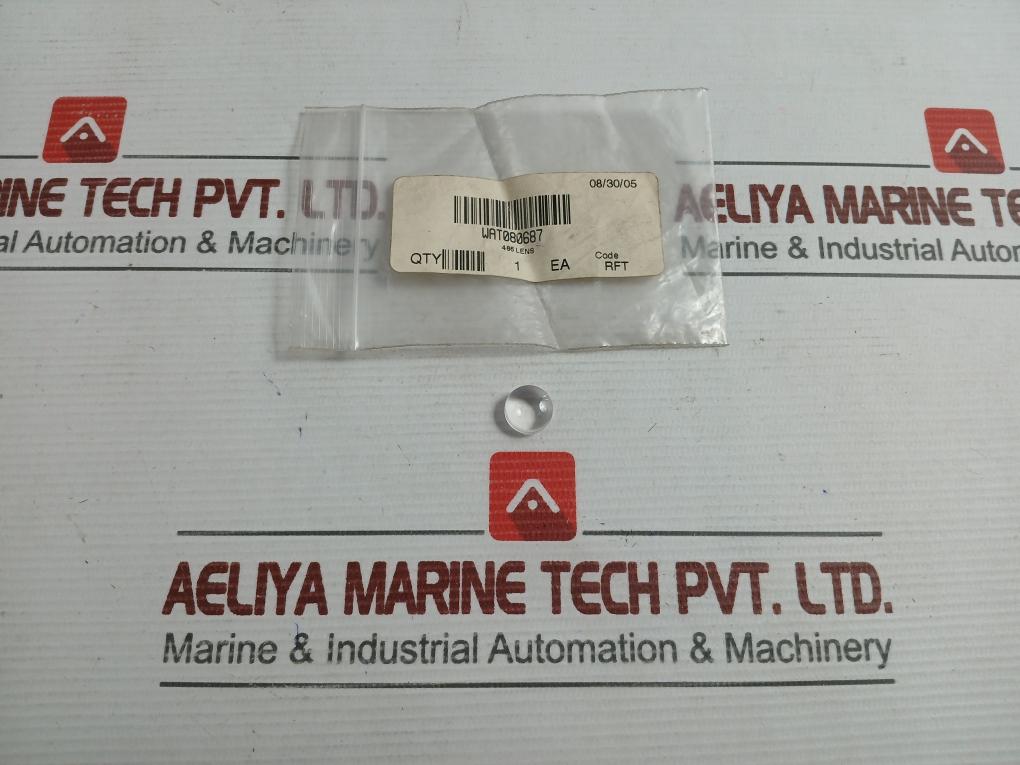 08/30/05
WAT080687
486 LENS
QTY 1 EA Code RFT
INE TECH PVT. LTD.
al Automation & Machinery
AELIYA MARINE TE
Marine & Industrial Autom
AELIYA MARINE TECH PVT. LTD.
Marine & Industrial Automation & Machinery